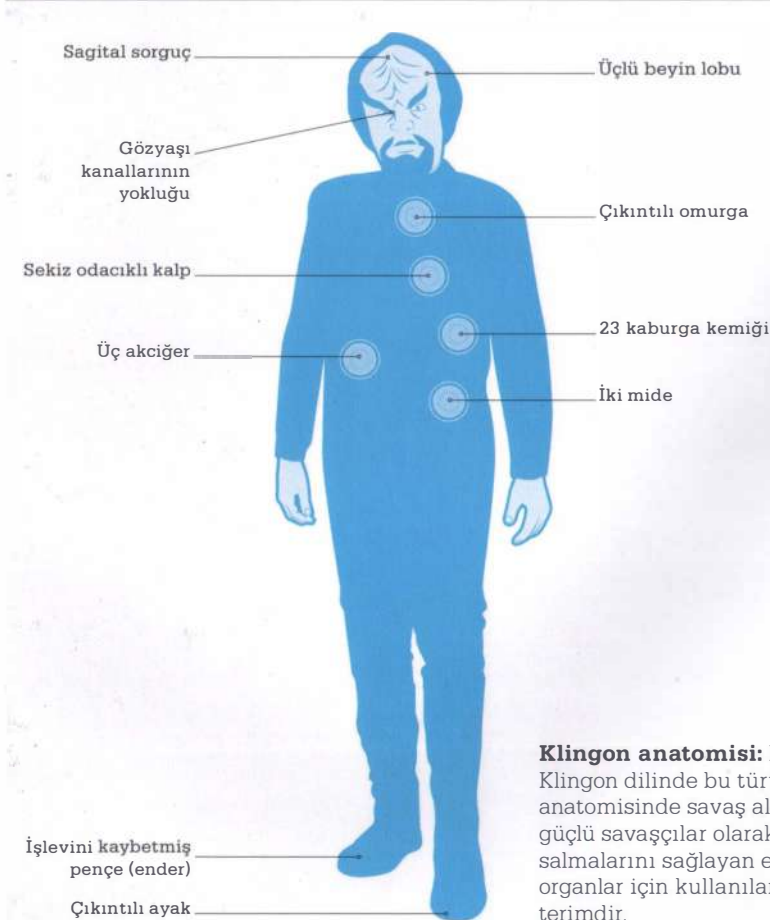 Sagital sorguç
Üçlü beyin lobu
Gözyaşı
kanallarının
yokluğu
Çıkıntılı omurga
Sekiz odacıklı kalp
23 kaburga kemiği
Üç akciğer
İki mide
Klingon anatomisi:
Klingon dilinde bu tür
anatomisinde savaş
güçlü savaşçılar olarak
salmalarını sağlayan
organlar için
terimdir.
İşlevini kaybetmiş
pençe (ender)
Çıkıntılı ayak